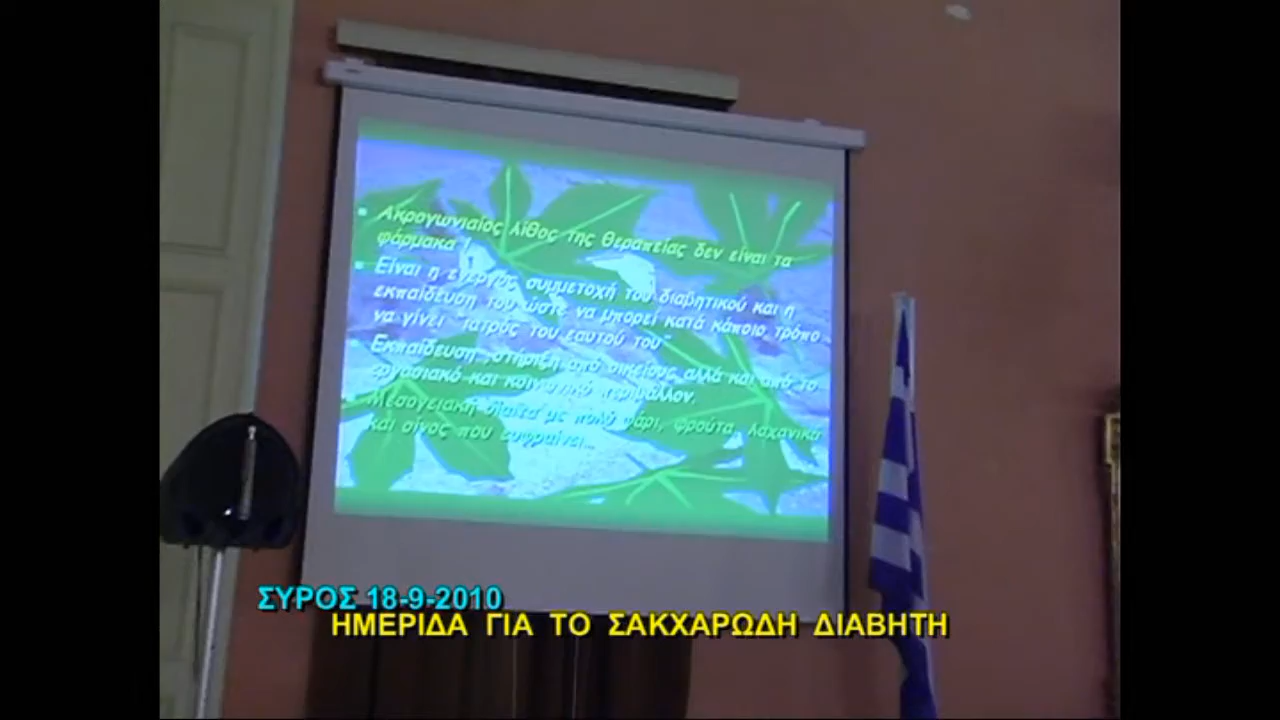 Ακρογωνιαίος λίθος της θεραπείας δεν είναι τα
φάρμακα !
Είναι η ενεργός συμμετοχή του διαβητικού και η
εκπαίδευση του ώστε να μπορεί κατά κάποιο τρόπο
να γίνει "ιατρός του εαυτού του"
Εκπαίδευση ,στήριξη από οικείους αλλά και από το
εργασιακό και κοινωνικό περιβάλλον.
Μεσογειακή δίαιτα με πολύ ψάρι, φρούτα, λαχανικά
και οίνος που ευφραίνει...
ΣΥΡΟΣ 18-9-2010
ΗΜΕΡΙΔΑ ΓΙΑ ΤΟ ΣΑΚΧΑΡΩΔΗ ΔΙΑΒΗΤΗ